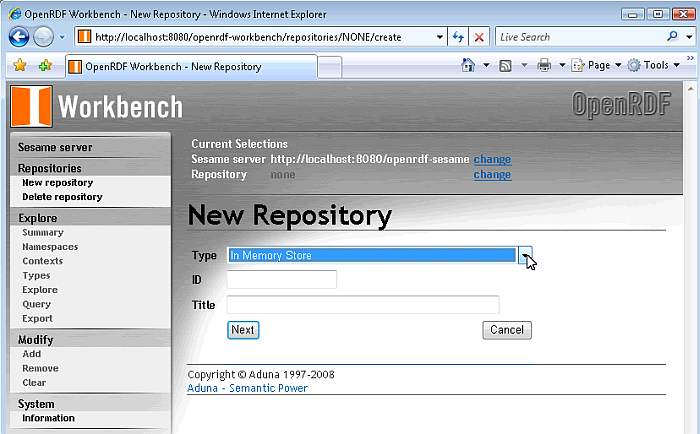 OpenRDF Workbench - New Repository - Windows Internet Explorer
http://localhost:8080/openrdf-workbench/repositories/NONE/create
Live Search
OpenRDF Workbench - New Repository
Page
Tools
Workbench
OpenRDF
Sesame server
Repositories
New repository
Delete repository
Explore
Summary
Namespaces
Contexts
Types
Explore
Query
Export
Modify
Add
Remove
Clear
System
Information
Current Selections
Sesame server http://localhost:8080/openrdf-sesame change
Repository none change
New Repository
Type In Memory Store
ID
Title
Next Cancel
Copyright © Aduna 1997-2008
Aduna - Semantic Power